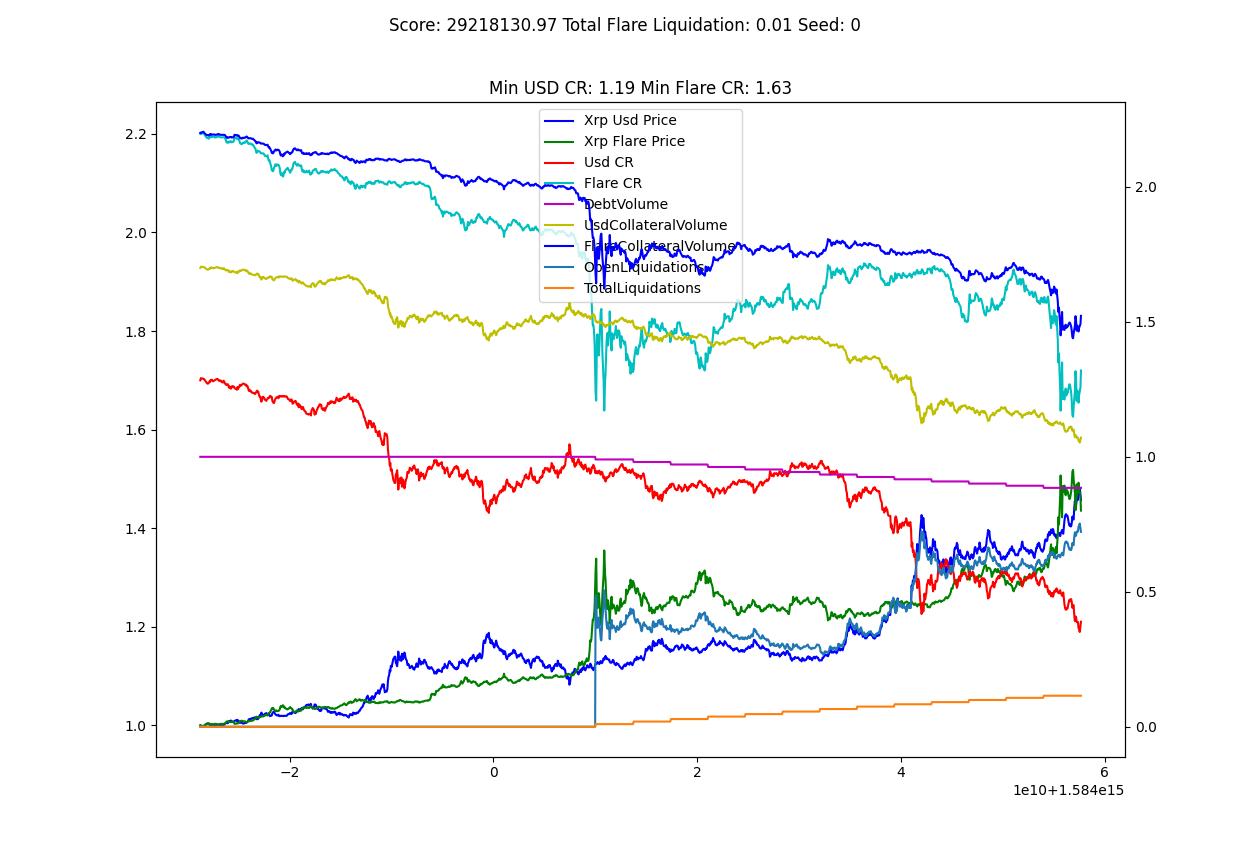 Score: 29218130.97 Total Flare Liquidation: 0.01 Seed: 0
Min USD CR: 1.19 Min Flare CR: 1.63
Xrp Usd Price
Xrp Flare Price
Usd CR
Flare CR
DebtVolume
UsdCollateralVolume
FlareCollateralVolume
OpenLiquidations
TotalLiquidations
2.2
2.0
1.8
1.6
1.4
1.2
1.0
2.0
1.5
1.0
0.5
0.0
−2 0 2 4 6
1e10+1.584e15